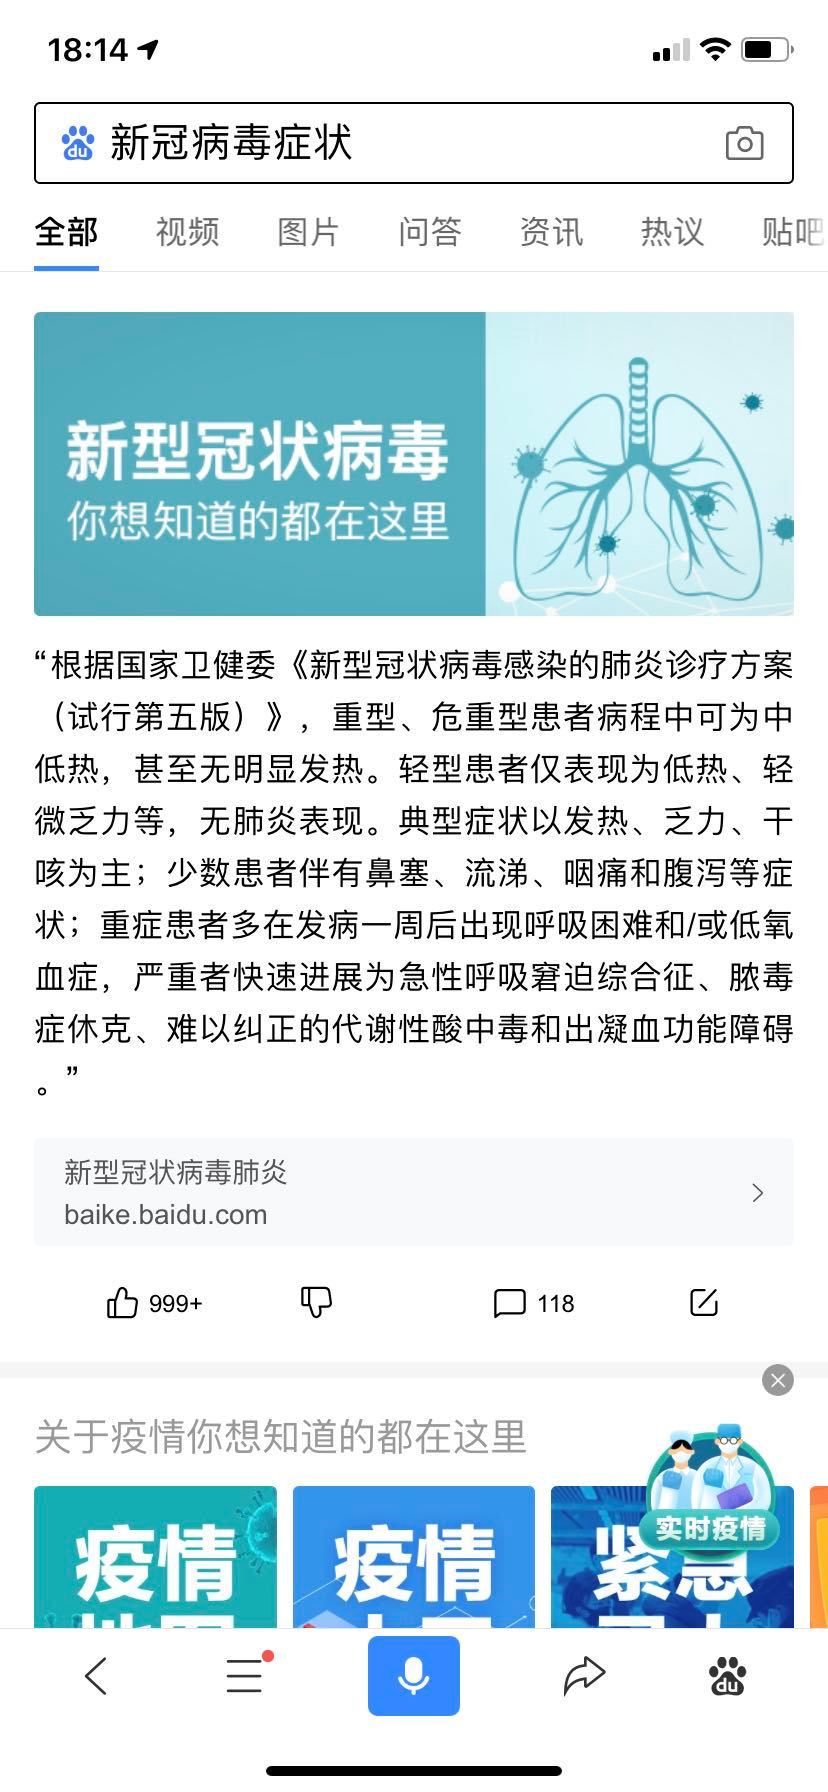 18:14
du 新冠病毒症状
全部 视频 图片 问答 资讯 热议 贴吧
新型冠状病毒
你想知道的都在这里
“根据国家卫健委《新型冠状病毒感染的肺炎诊疗方案
（试行第五版）》，重型、危重型患者病程中可为中
低热，甚至无明显发热。轻型患者仅表现为低热、轻
微乏力等，无肺炎表现。典型症状以发热、乏力、干
咳为主；少数患者伴有鼻塞、流涕、咽痛和腹泻等症
状；重症患者多在发病一周后出现呼吸困难和/或低氧
血症，严重者快速进展为急性呼吸窘迫综合征、脓毒
症休克、难以纠正的代谢性酸中毒和出凝血功能障碍
。”
新型冠状病毒肺炎
baike.baidu.com
999+ 118
关于疫情你想知道的都在这里
实时疫情
疫情 疫情 紧急
du